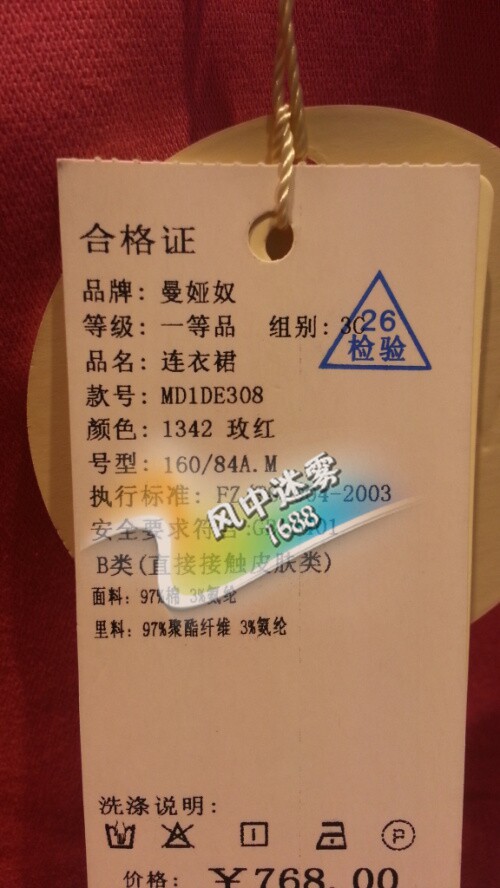 合格证
品牌: 曼娅奴
等级: 一等品 组别: 3C
26
检验
品名: 连衣裙
款号: MD1DE308
颜色: 1342 玫红
号型: 160/84A.M
执行标准: FZ -2003
风中迷雾
1688
安全要求符合:
B类(直接接触皮肤类)
面料: 97%棉 3%氨纶
里料: 97%聚酯纤维 3%氨纶
洗涤说明:
P
价格: ¥768.00